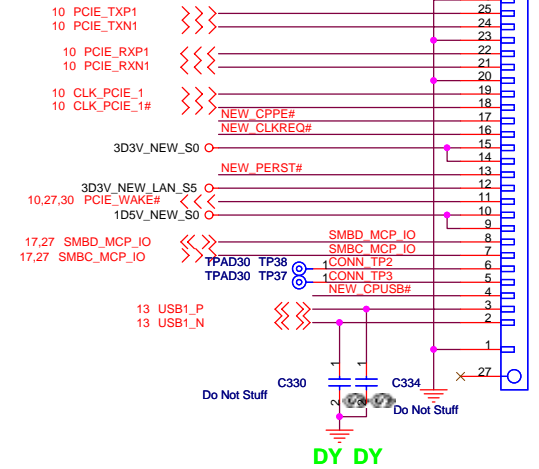 10 PCIE_TXP1 25
10 PCIE_TXN1 24
23
10 PCIE_RXP1 22
10 PCIE_RXN1 21
20
10 CLK_PCIE_1 19
10 CLK_PCIE_1# 18
NEW_CPPE# 17
NEW_CLKREQ# 16
3D3V_NEW_S0 15
14
NEW_PERST# 13
3D3V_NEW_LAN_S5 12
10,27,30 PCIE_WAKE# 11
1D5V_NEW_S0 10
9
17,27 SMBD_MCP_IO SMBD_MCP_IO 8
17,27 SMBC_MCP_IO SMBC_MCP_IO 7
TPAD30 TP38 1 CONN_TP2 6
TPAD30 TP37 1 CONN_TP3 5
NEW_CPUSB# 4
13 USB1_P 3
13 USB1_N 2
1
1 1
27
C330 C334
Do Not Stuff
2
Do Not Stuff
DY DY